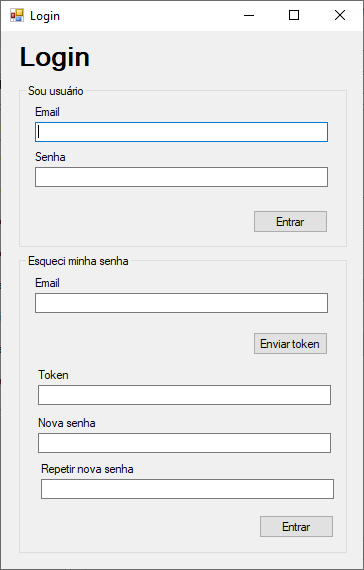 Login
Login
Sou usuário
Email
Senha
Entrar
Esqueci minha senha
Email
Enviar token
Token
Nova senha
Repetir nova senha
Entrar